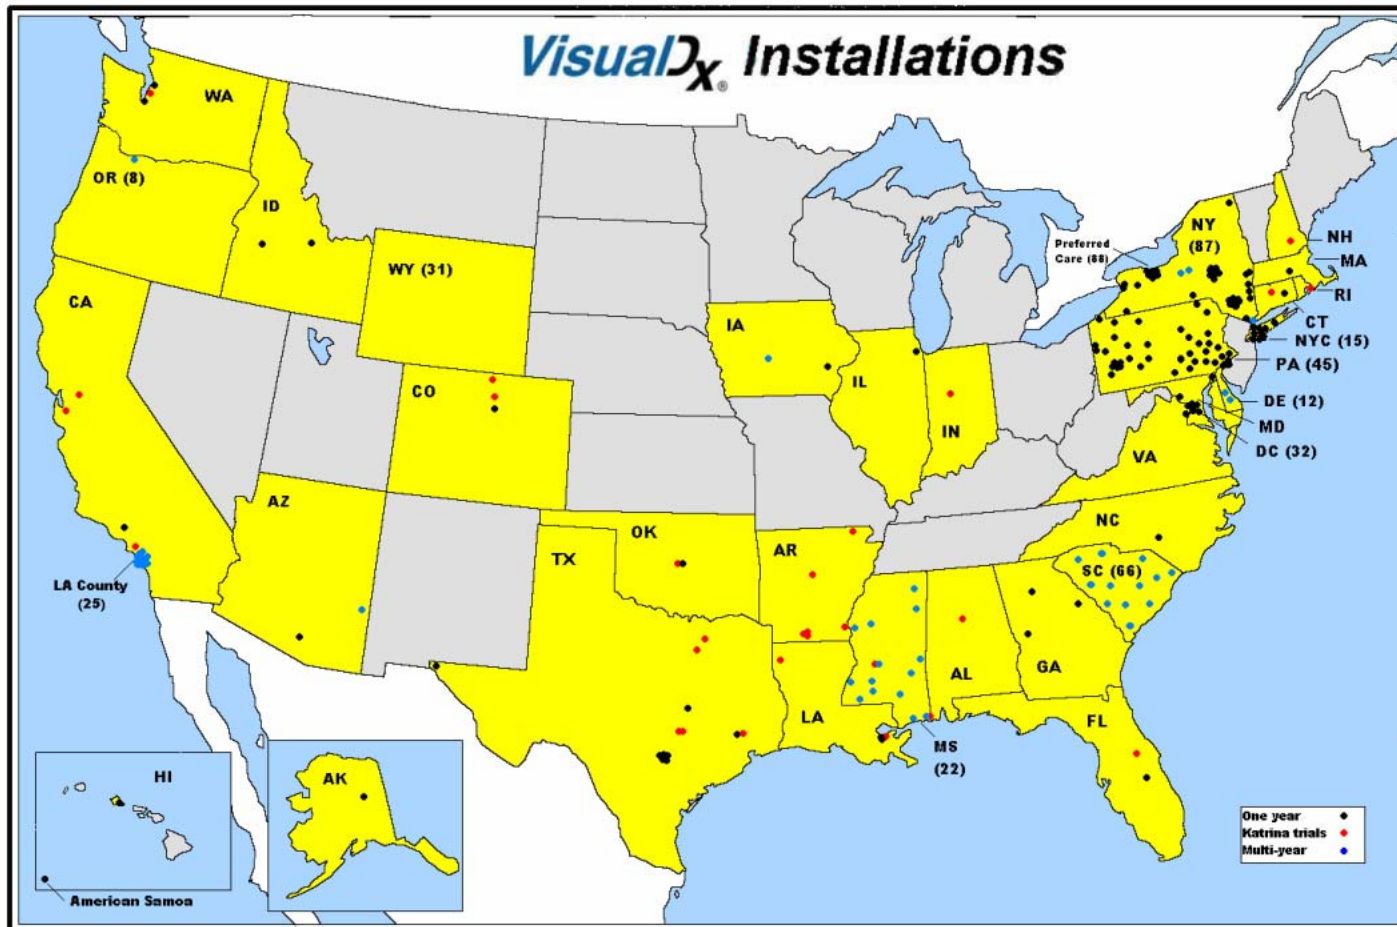 VisualDx® Installations
WA
OR (8)
ID
WY (31)
CA
CO
AZ
LA County
(25)
IA
IL
IN
OK
TX
AR
LA
MS
(22)
AL
GA
FL
SC (66)
NC
VA
Preferred
Care (88)
NY
(87)
NH
MA
RI
CT
NYC (15)
PA (45)
DE (12)
MD
DC (32)
HI
American Samoa
AK
One year
Katrina trials
Multi-year